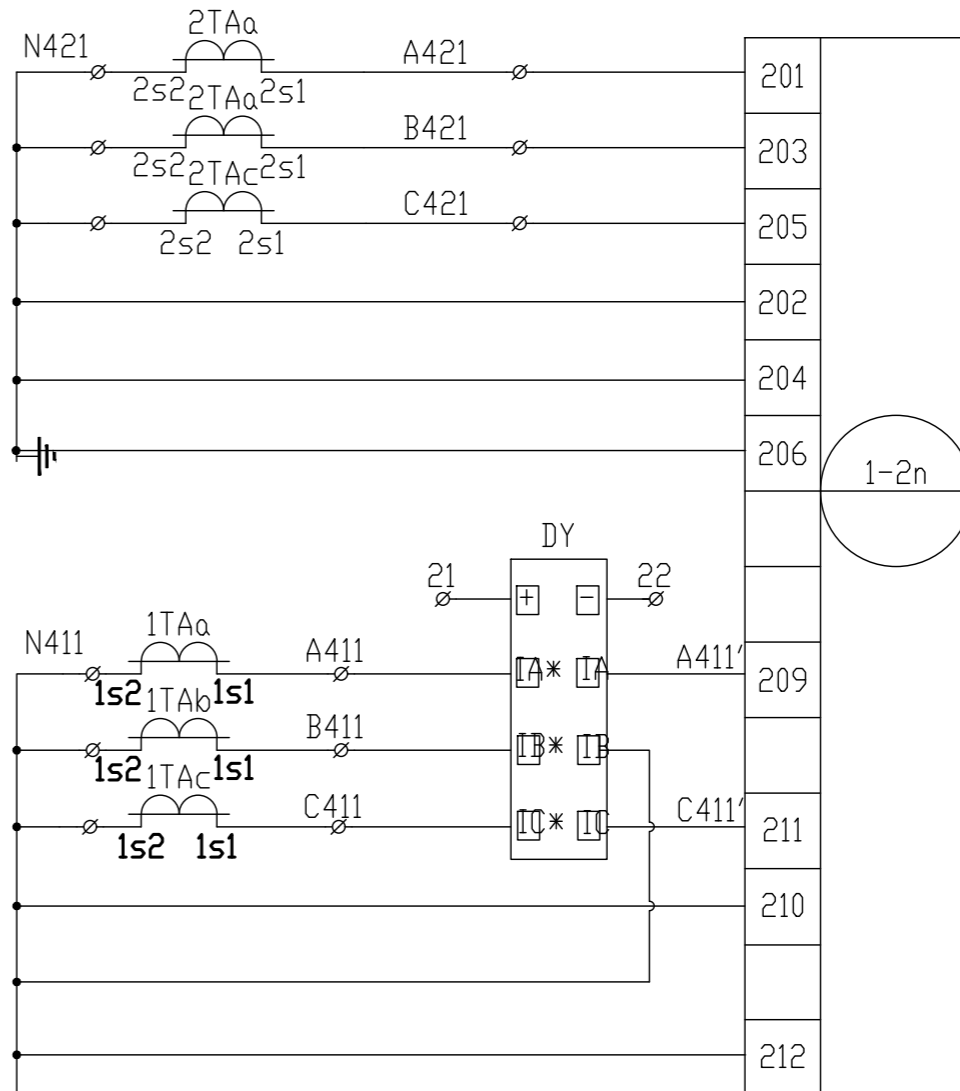 2TAa
N421 A421 201
2s2 2TAa 2s1
B421 203
2s2 2TAc 2s1
C421 205
2s2 2s1
202
204
206
1-2n
DY
21 + - 22
N411 1TAa A411 IA* IA A411' 209
1s2 1TAb 1s1
B411 IB* IB
1s2 1TAc 1s1
C411 IC* IC C411' 211
1s2 1s1
210
212